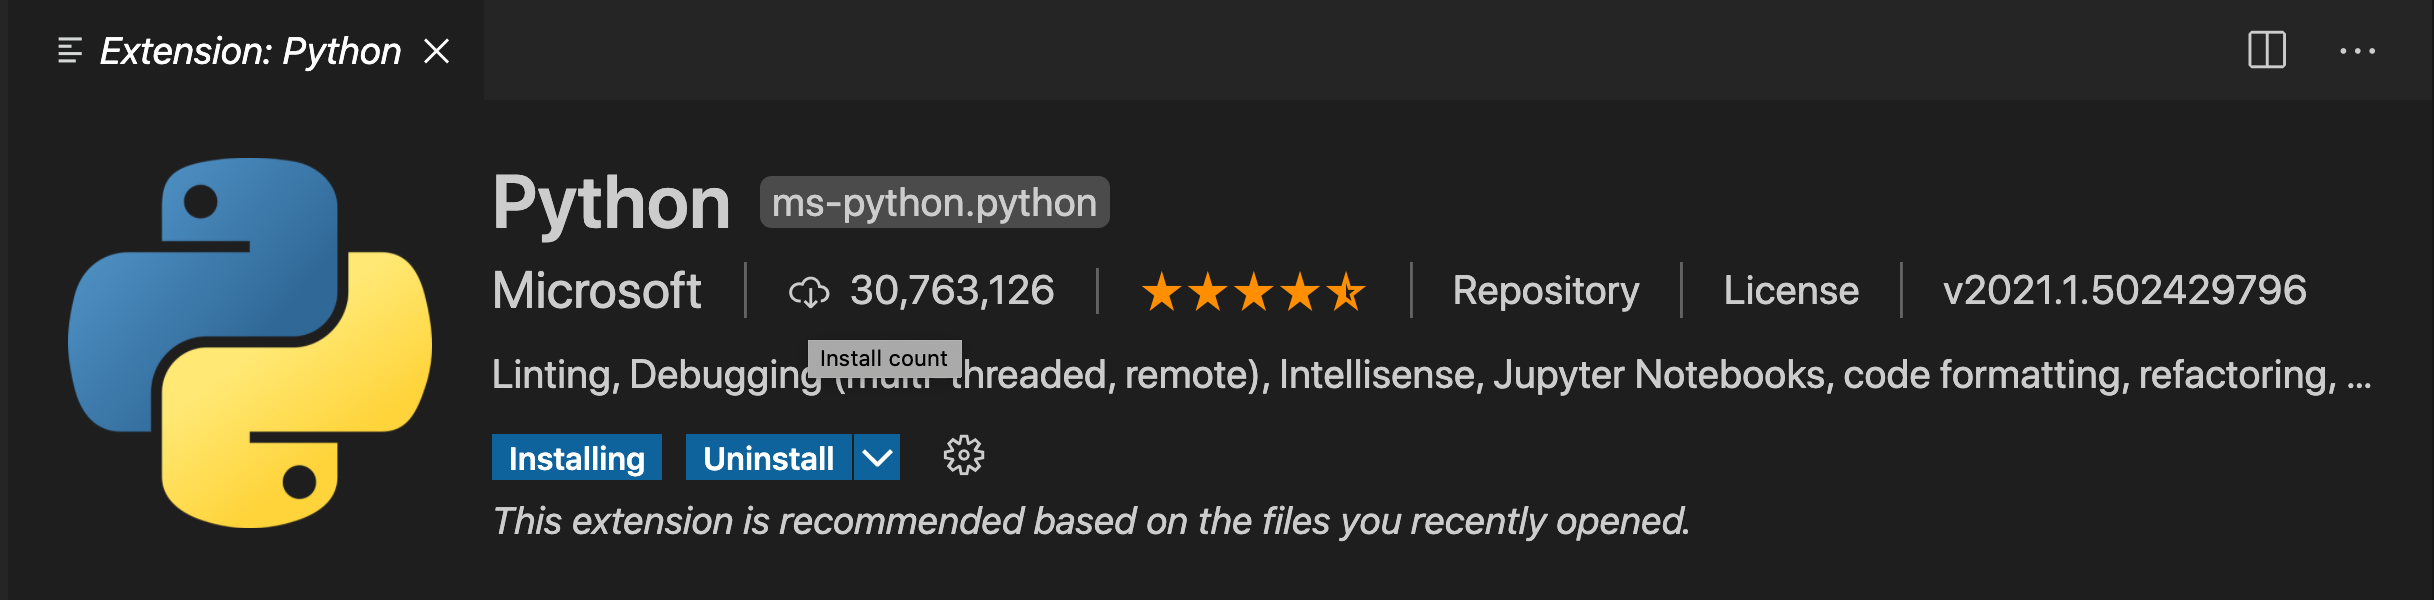 Extension: Python
Python ms-python.python
Microsoft 30,763,126 Repository License v2021.1.502429796
Install count
Linting, Debugging threaded, remote), Intellisense, Jupyter Notebooks, code formatting, refactoring, ...
Installing Uninstall
This extension is recommended based on the files you recently opened.